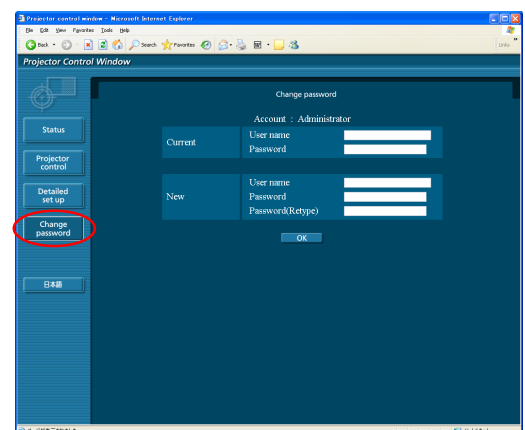 Projector control window - Microsoft Internet Explorer
File Edit View Favorites Tools Help
Back Search Favorites Links
Projector Control Window
Change password
Account : Administrator
Current
User name
Password
New
User name
Password
Password(Retype)
OK
Status
Projector
control
Detailed
set up
Change
password
日本語